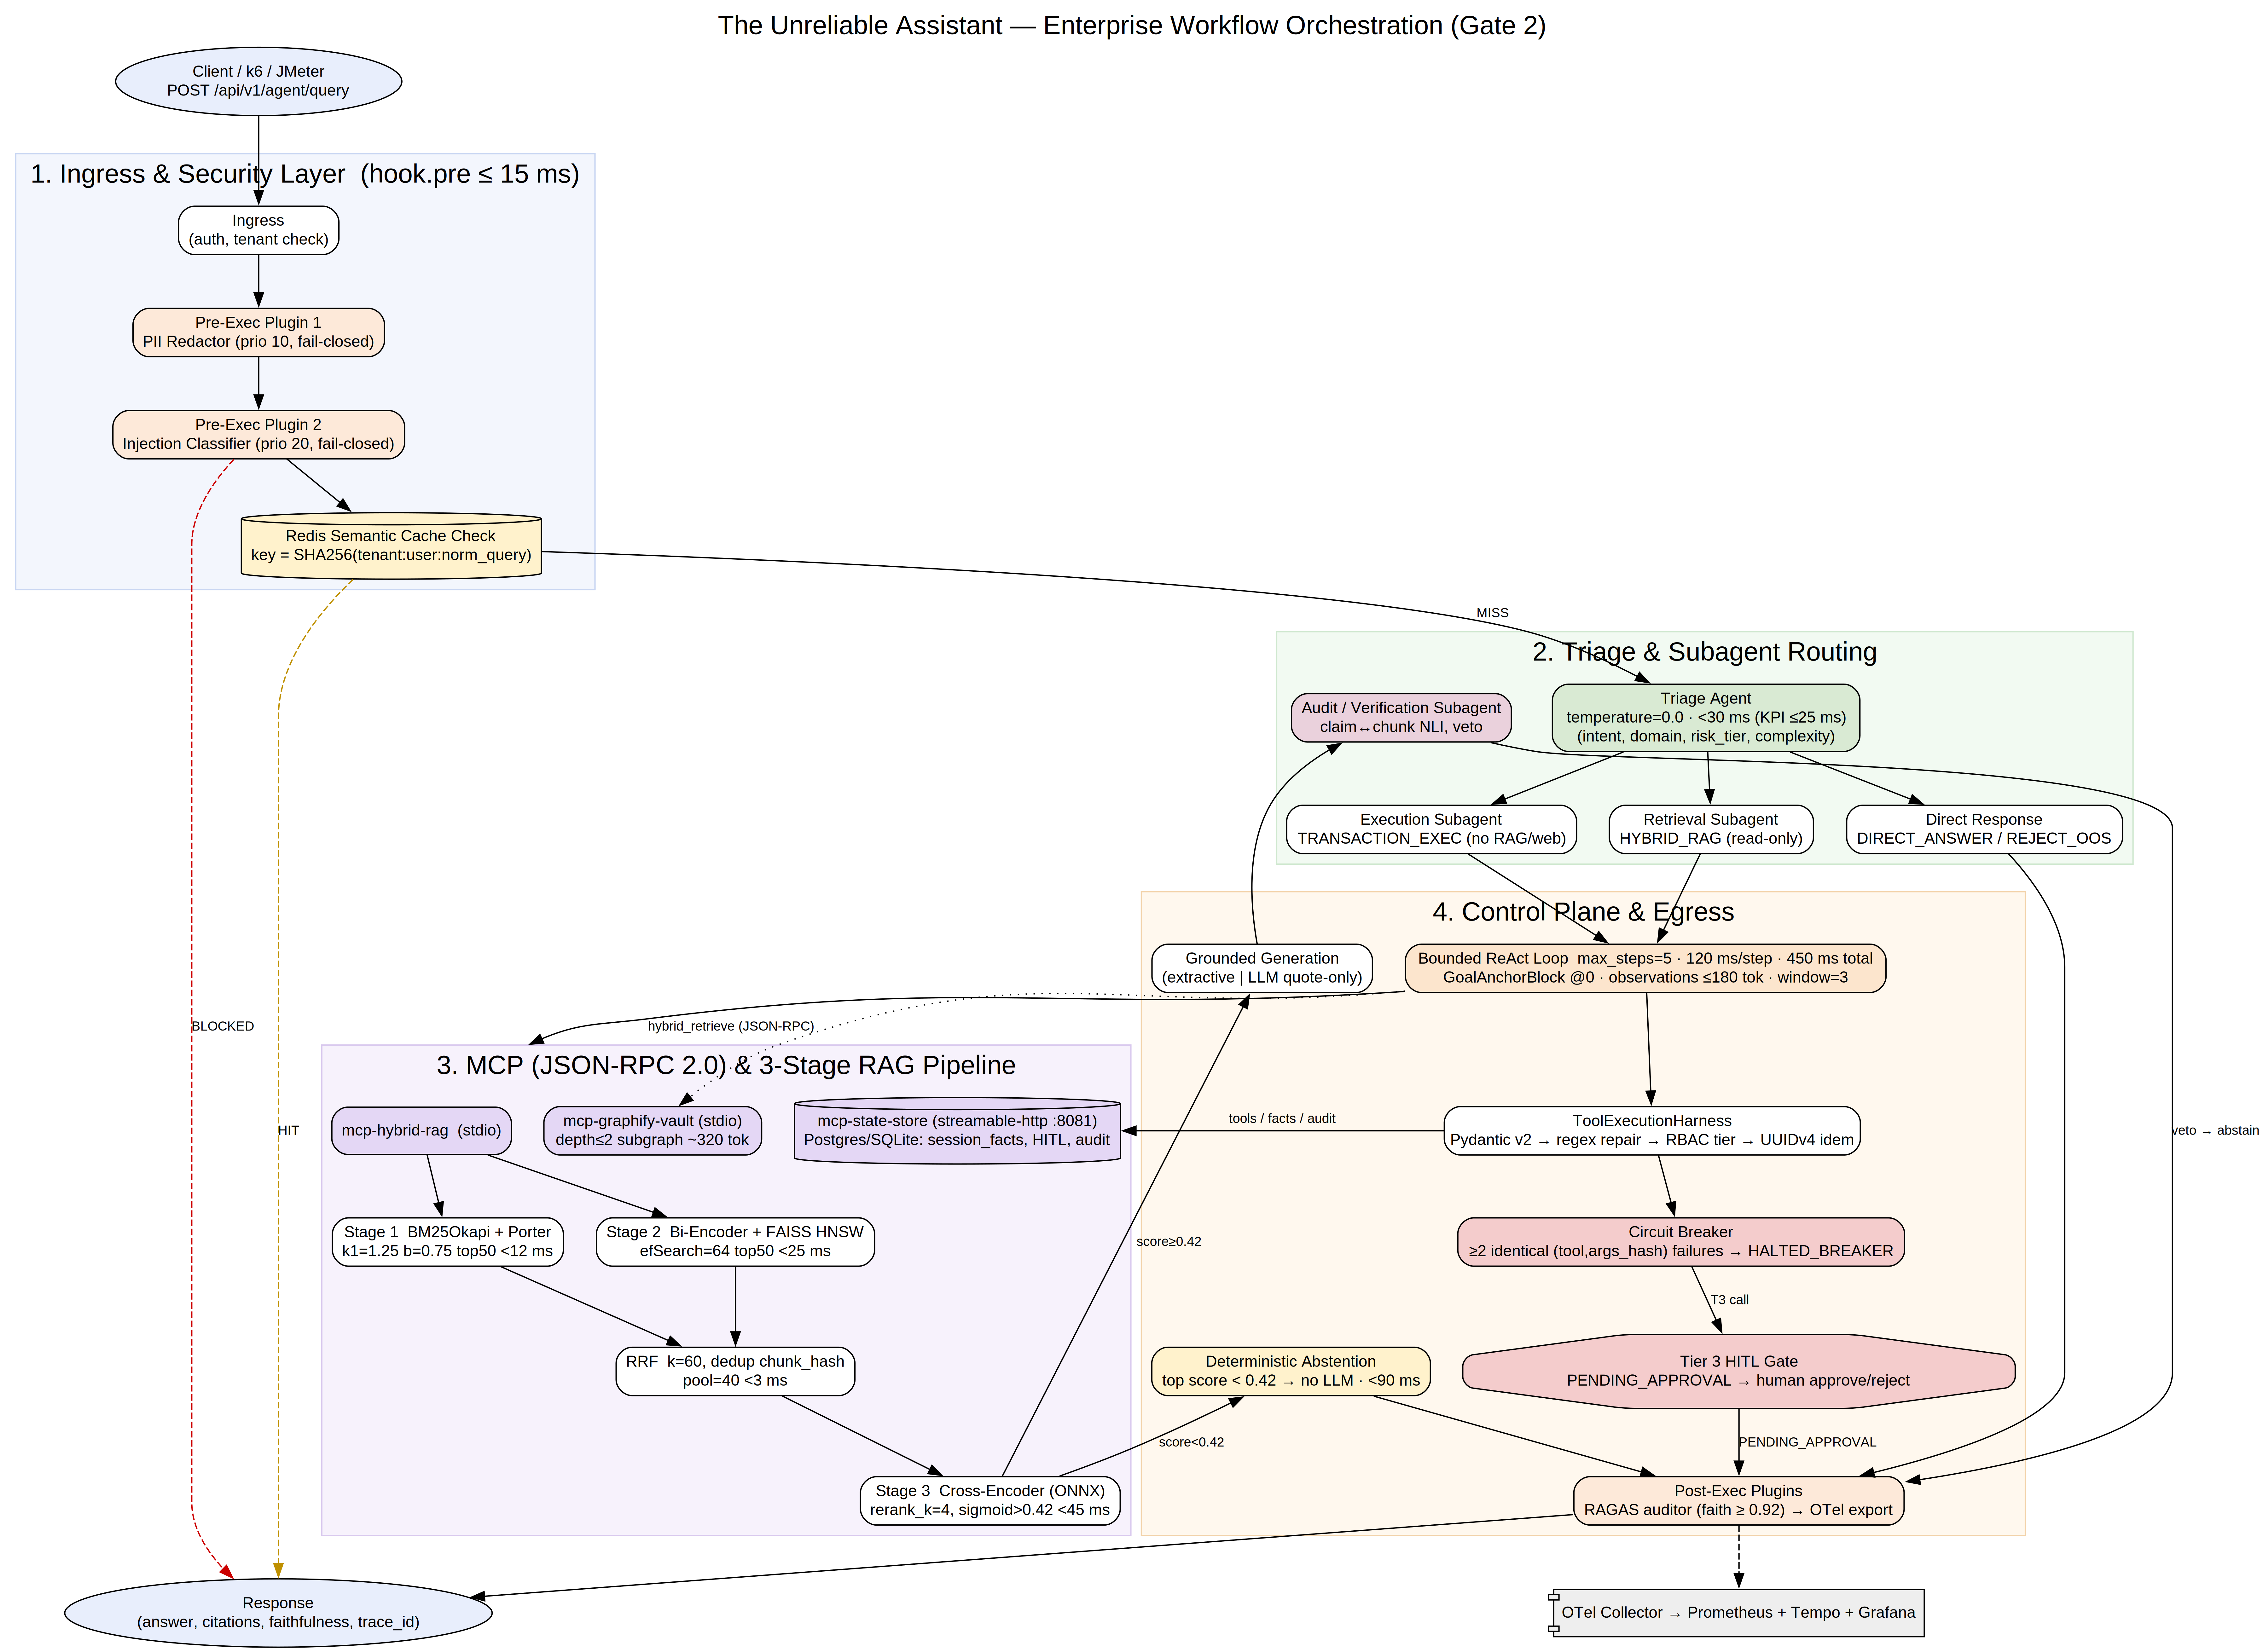 The Unreliable Assistant — Enterprise Workflow Orchestration (Gate 2)
Client / k6 / JMeter
POST /api/v1/agent/query
1. Ingress & Security Layer  (hook.pre ≤ 15 ms)
Ingress
(auth, tenant check)
Pre-Exec Plugin 1
PII Redactor (prio 10, fail-closed)
Pre-Exec Plugin 2
Injection Classifier (prio 20, fail-closed)
Redis Semantic Cache Check
key = SHA256(tenant:user:norm_query)
MISS
2. Triage & Subagent Routing
Audit / Verification Subagent
claim↔chunk NLI, veto
Triage Agent
temperature=0.0 · <30 ms (KPI ≤25 ms)
(intent, domain, risk_tier, complexity)
Execution Subagent
TRANSACTION_EXEC (no RAG/web)
Retrieval Subagent
HYBRID_RAG (read-only)
Direct Response
DIRECT_ANSWER / REJECT_OOS
4. Control Plane & Egress
Grounded Generation
(extractive | LLM quote-only)
Bounded ReAct Loop  max_steps=5 · 120 ms/step · 450 ms total
GoalAnchorBlock @0 · observations ≤180 tok · window=3
BLOCKED
hybrid_retrieve (JSON-RPC)
3. MCP (JSON-RPC 2.0) & 3-Stage RAG Pipeline
HIT
mcp-hybrid-rag  (stdio)
mcp-graphify-vault (stdio)
depth≤2 subgraph ~320 tok
mcp-state-store (streamable-http :8081)
Postgres/SQLite: session_facts, HITL, audit
tools / facts / audit
ToolExecutionHarness
Pydantic v2 → regex repair → RBAC tier → UUIDv4 idem
veto → abstain
Stage 1  BM25Okapi + Porter
k1=1.25 b=0.75 top50 <12 ms
Stage 2  Bi-Encoder + FAISS HNSW
efSearch=64 top50 <25 ms
score≥0.42
Circuit Breaker
≥2 identical (tool,args_hash) failures → HALTED_BREAKER
T3 call
RRF  k=60, dedup chunk_hash
pool=40 <3 ms
Deterministic Abstention
top score < 0.42 → no LLM · <90 ms
Tier 3 HITL Gate
PENDING_APPROVAL → human approve/reject
score<0.42
PENDING_APPROVAL
Stage 3  Cross-Encoder (ONNX)
rerank_k=4, sigmoid>0.42 <45 ms
Post-Exec Plugins
RAGAS auditor (faith ≥ 0.92) → OTel export
Response
(answer, citations, faithfulness, trace_id)
OTel Collector → Prometheus + Tempo + Grafana